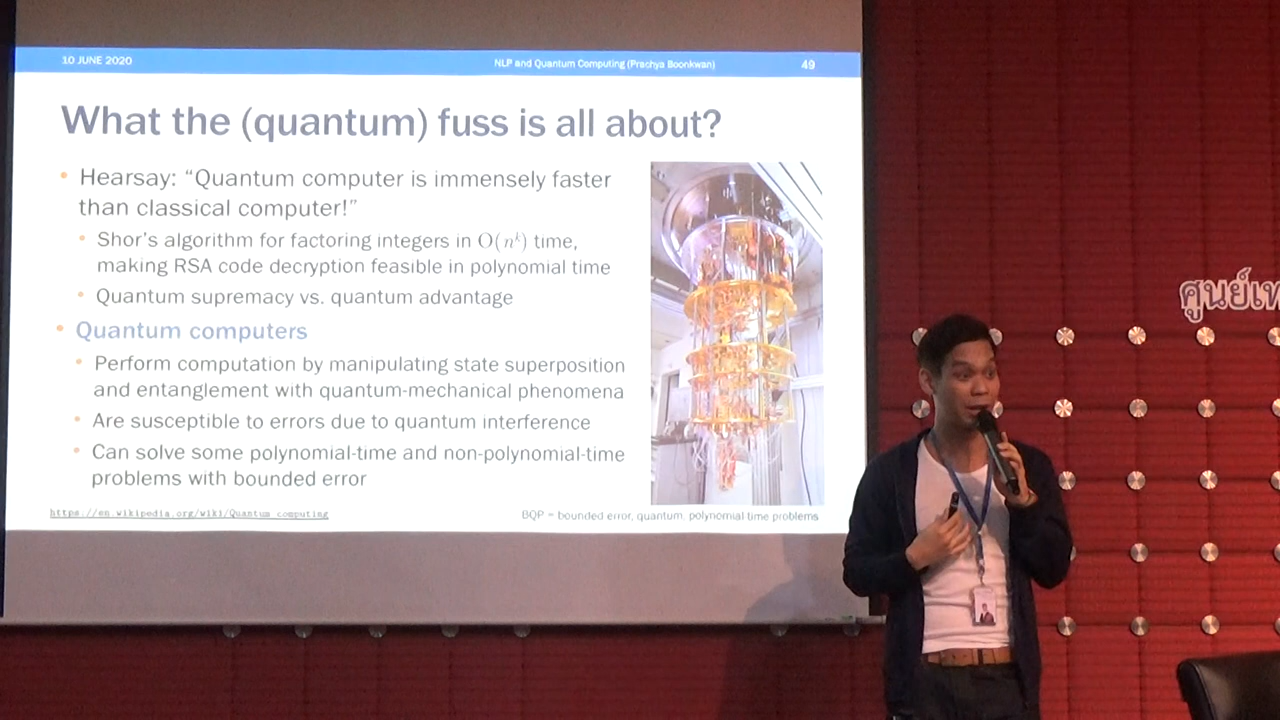 10 JUNE 2020
NLP and Quantum Computing (Prachya Boonkwan)
49
What the (quantum) fuss is all about?
• Hearsay: “Quantum computer is immensely faster
than classical computer!”
• Shor’s algorithm for factoring integers in O(nᵏ) time,
making RSA code decryption feasible in polynomial time
• Quantum supremacy vs. quantum advantage
• Quantum computers
• Perform computation by manipulating state superposition
and entanglement with quantum-mechanical phenomena
• Are susceptible to errors due to quantum interference
• Can solve some polynomial-time and non-polynomial-time
problems with bounded error
https://en.wikipedia.org/wiki/Quantum_computing
BQP = bounded error, quantum, polynomial time problems
ศูนย์เท